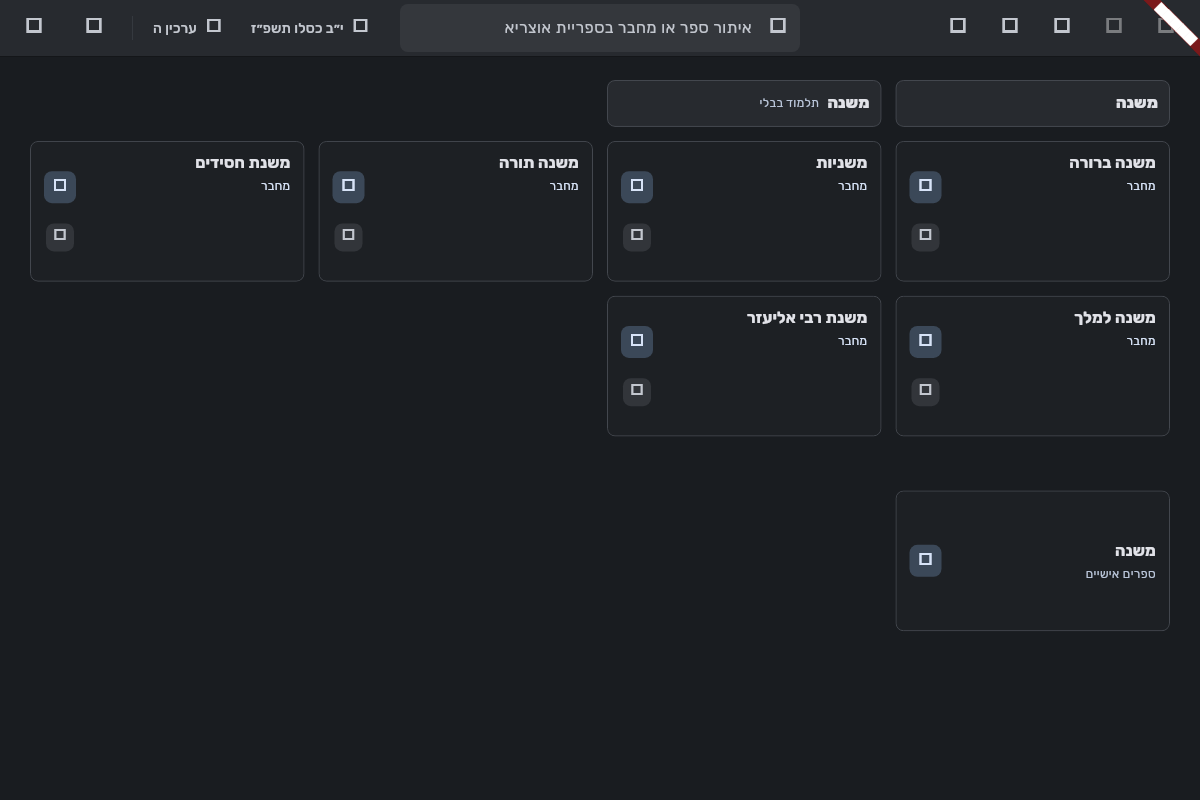 איתור ספר או מחבר בספריית אוצריא
י״ב כסלו תשפ״ז
ערכין ה
משנה
משנה תלמוד בבלי
משנה ברורה
מחבר
משניות
מחבר
משנה תורה
מחבר
משנת חסידים
מחבר
משנה למלך
מחבר
משנת רבי אליעזר
מחבר
משנה
ספרים אישיים